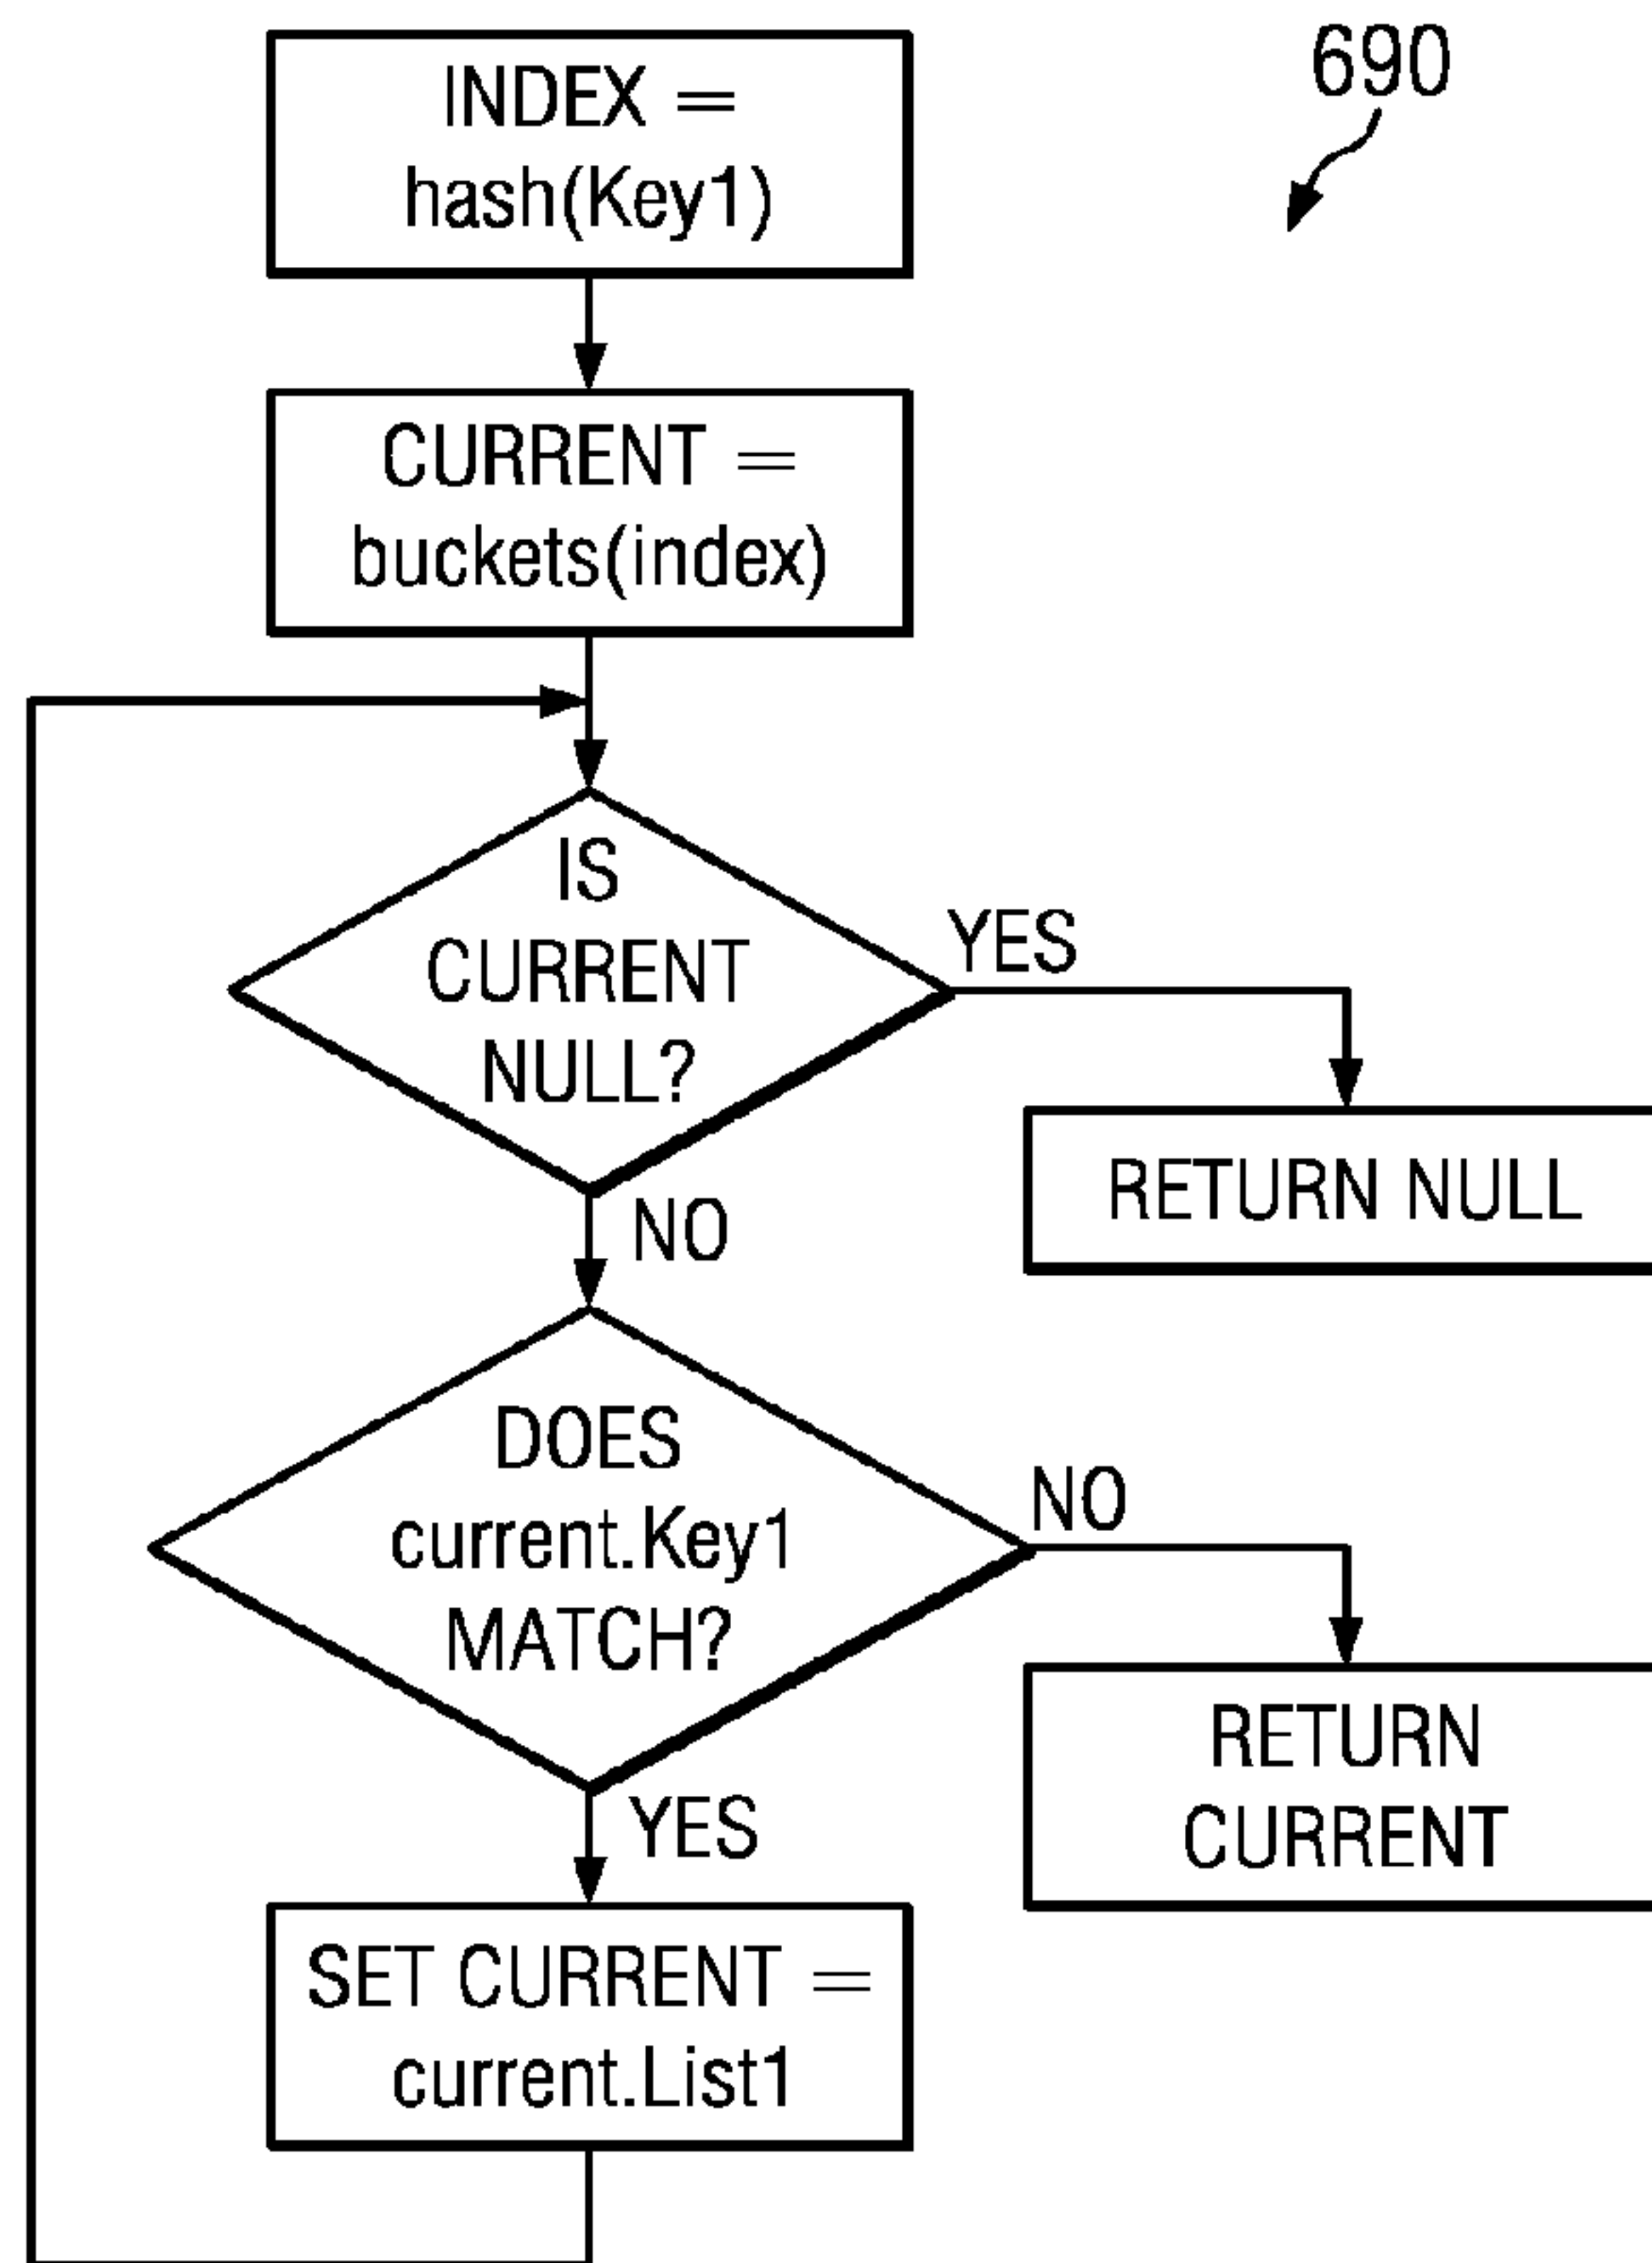 690
INDEX =
hash(Key1)
CURRENT =
buckets(index)
IS
CURRENT
NULL?
YES
RETURN NULL
NO
DOES
current.Key1
MATCH?
NO
RETURN
CURRENT
YES
SET CURRENT =
current.List1